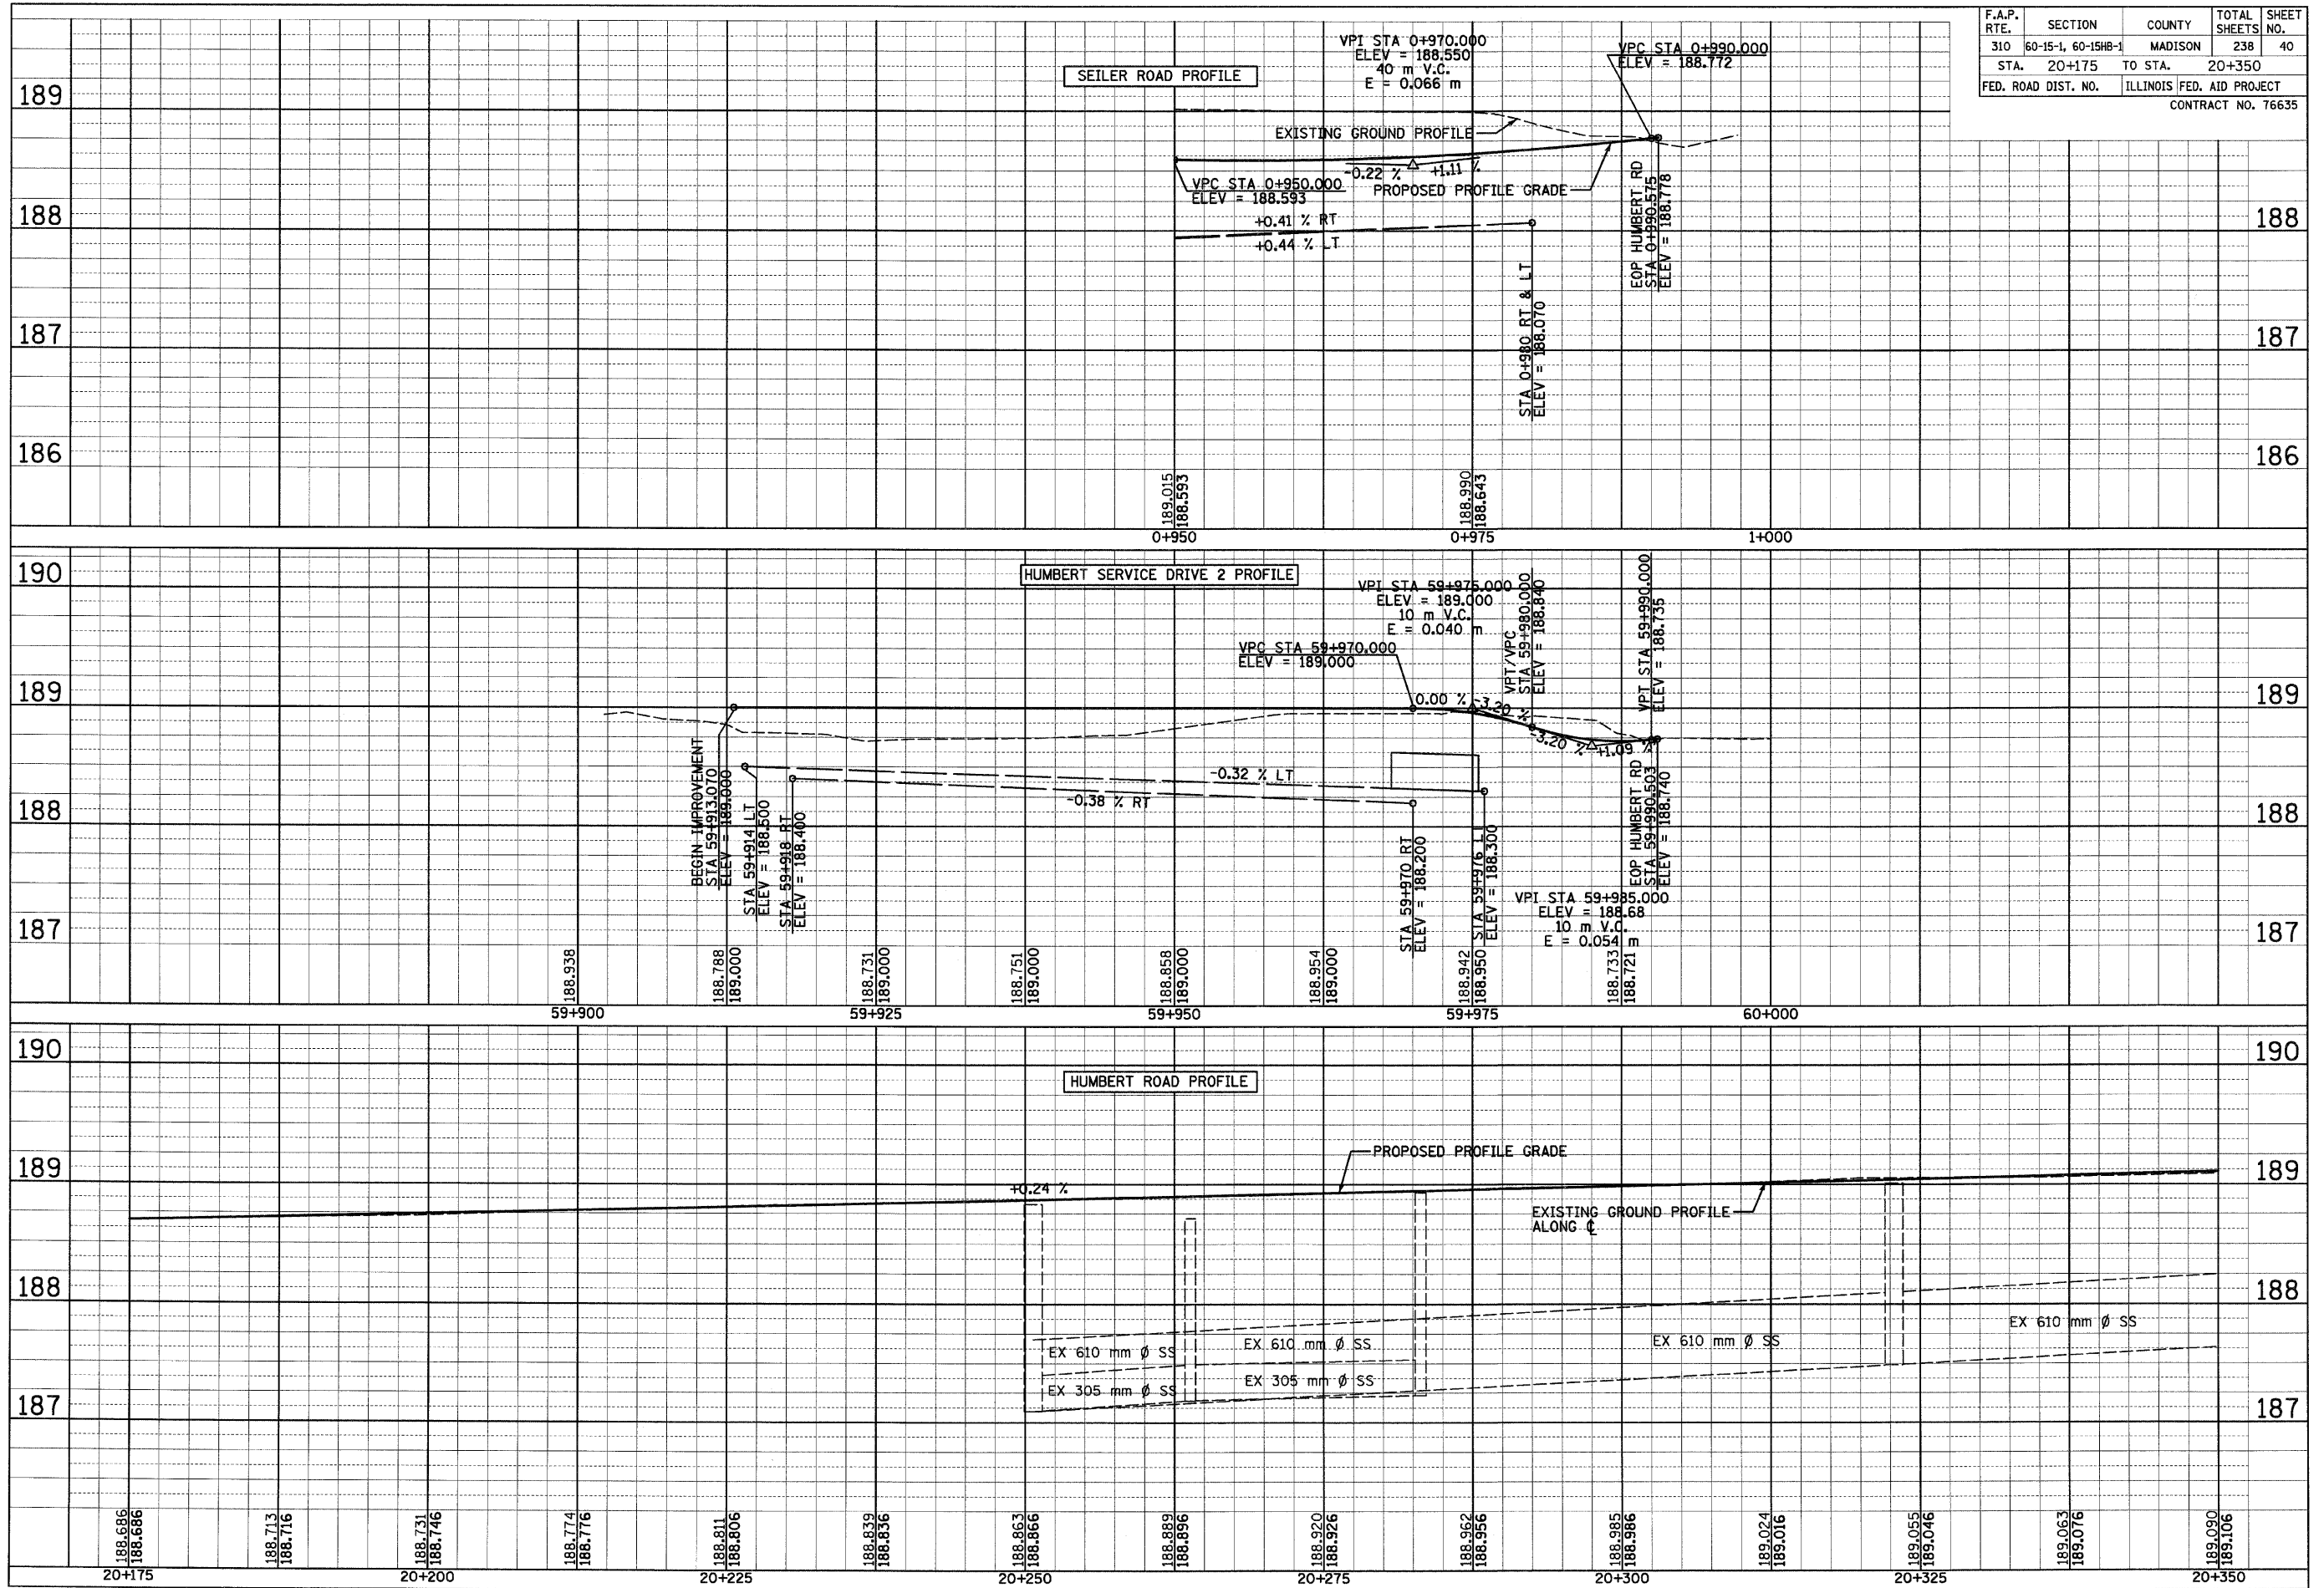 F.A.P. RTE. SECTION COUNTY TOTAL SHEETS SHEET NO.
310 60-15-1, 60-15HB-1 MADISON 238 40
STA. 20+175 TO STA. 20+350
FED. ROAD DIST. NO. ILLINOIS FED. AID PROJECT
CONTRACT NO. 76635
SEILER ROAD PROFILE
VPI STA 0+970.000
ELEV = 188.550
40 m V.C.
E = 0.066 m
VPC STA 0+990.000
ELEV = 188.772
189
EXISTING GROUND PROFILE
-0.22 % +1.11 %
VPC STA 0+950.000
ELEV = 188.593
PROPOSED PROFILE GRADE
+0.41 % RT
+0.44 % LT
EOP HUMBERT RD
STA 0+990.575
ELEV = 188.778
STA 0+980 RT & LT
ELEV = 188.070
188 188
187 187
186 186
189.015 188.990
188.593 188.643
0+950 0+975 1+000
HUMBERT SERVICE DRIVE 2 PROFILE
190
VPI STA 59+975.000
ELEV = 189.000
10 m V.C.
E = 0.040 m
VPC STA 59+970.000
ELEV = 189.000
VPT/VPC
STA 59+980.000
ELEV = 188.840
VPT STA 59+990.000
ELEV = 188.735
189 189
0.00 % -3.20 %
-3.20 % +1.09 %
BEGIN IMPROVEMENT
STA 59+913.070
ELEV = 189.000
STA 59+914 LT
ELEV = 188.500
STA 59+918 RT
ELEV = 188.400
-0.32 % LT
-0.38 % RT
STA 59+970 RT
ELEV = 188.200
STA 59+976 LT
ELEV = 188.300
EOP HUMBERT RD
STA 59+990.503
ELEV = 188.740
VPI STA 59+985.000
ELEV = 188.68
10 m V.C.
E = 0.054 m
188 188
187 187
188.938 188.788 188.731 188.751 188.858 188.954 188.942 188.733
189.000 189.000 189.000 189.000 189.000 188.950 188.721
59+900 59+925 59+950 59+975 60+000
190 190
HUMBERT ROAD PROFILE
189 189
PROPOSED PROFILE GRADE
+0.24 %
EXISTING GROUND PROFILE
ALONG ℄
188 188
EX 610 mm Ø SS EX 610 mm Ø SS EX 610 mm Ø SS EX 610 mm Ø SS
EX 305 mm Ø SS EX 305 mm Ø SS
187 187
188.686 188.713 188.731 188.774 188.811 188.839 188.863 188.889 188.920 188.962 188.985 189.024 189.055 189.063 189.090
188.686 188.716 188.746 188.776 188.806 188.836 188.866 188.896 188.926 188.956 188.986 189.016 189.046 189.076 189.106
20+175 20+200 20+225 20+250 20+275 20+300 20+325 20+350